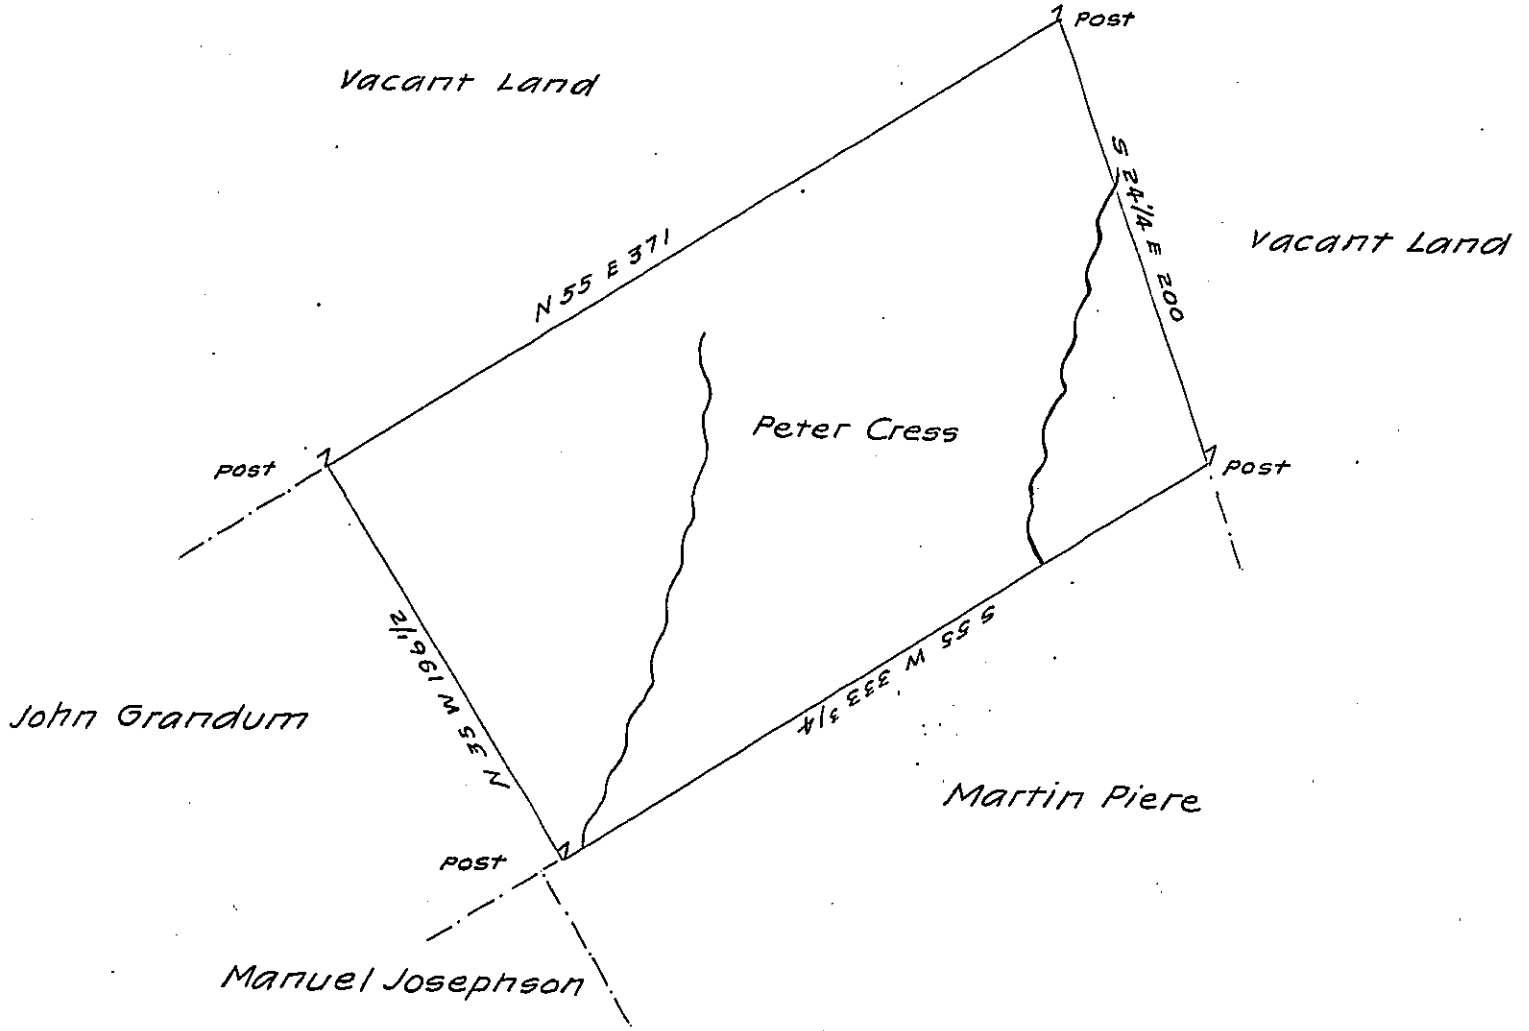 Post
Vacant Land
S 24 1/4 E 200
Vacant Land
N 55 E 371
Peter Cress
Post
Post
N 35 W 196 1/2
S 55 W 333 3/4
John Grandum
Martin Piere
Post
Manuel Josephson